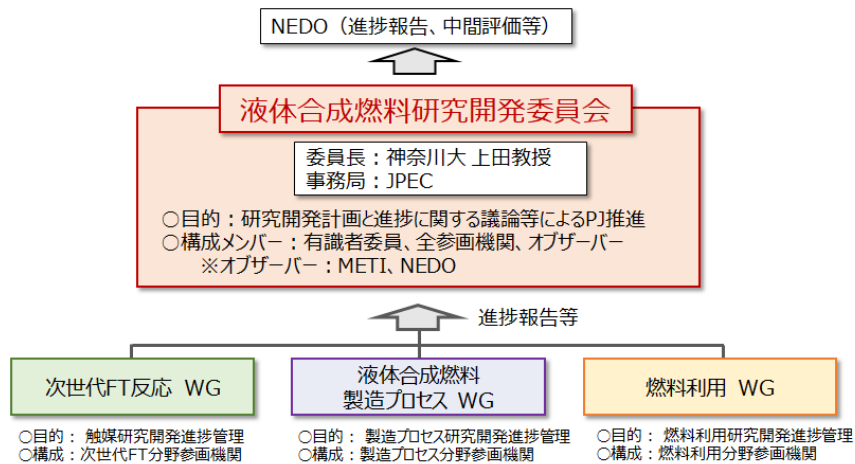 NEDO（進捗報告、中間評価等）
液体合成燃料研究開発委員会
委員長：神奈川大 上田教授
事務局：JPEC
○目的：研究開発計画と進捗に関する議論等によるPJ推進
○構成メンバー：有識者委員、全参画機関、オブザーバー
※オブザーバー：METI、NEDO
進捗報告等
次世代FT反応 WG
○目的： 触媒研究開発進捗管理
○構成：次世代FT分野参画機関
液体合成燃料
製造プロセス WG
○目的： 製造プロセス研究開発進捗管理
○構成：製造プロセス分野参画機関
燃料利用 WG
○目的： 燃料利用研究開発進捗管理
○構成：燃料利用分野参画機関